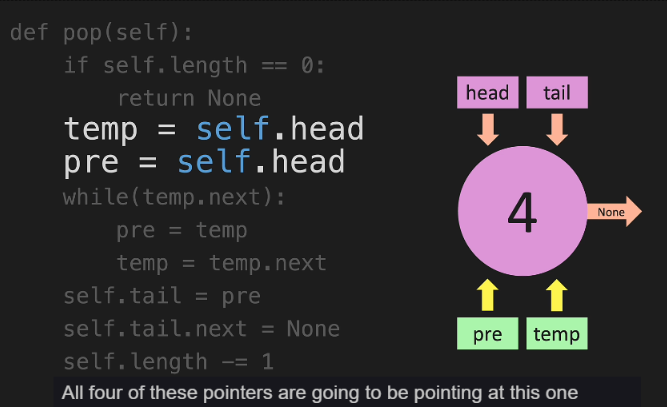 def pop(self):
    if self.length == 0:
        return None
    temp = self.head
    pre = self.head
    while(temp.next):
        pre = temp
        temp = temp.next
    self.tail = pre
    self.tail.next = None
    self.length -= 1
head tail
4
None
pre temp
All four of these pointers are going to be pointing at this one